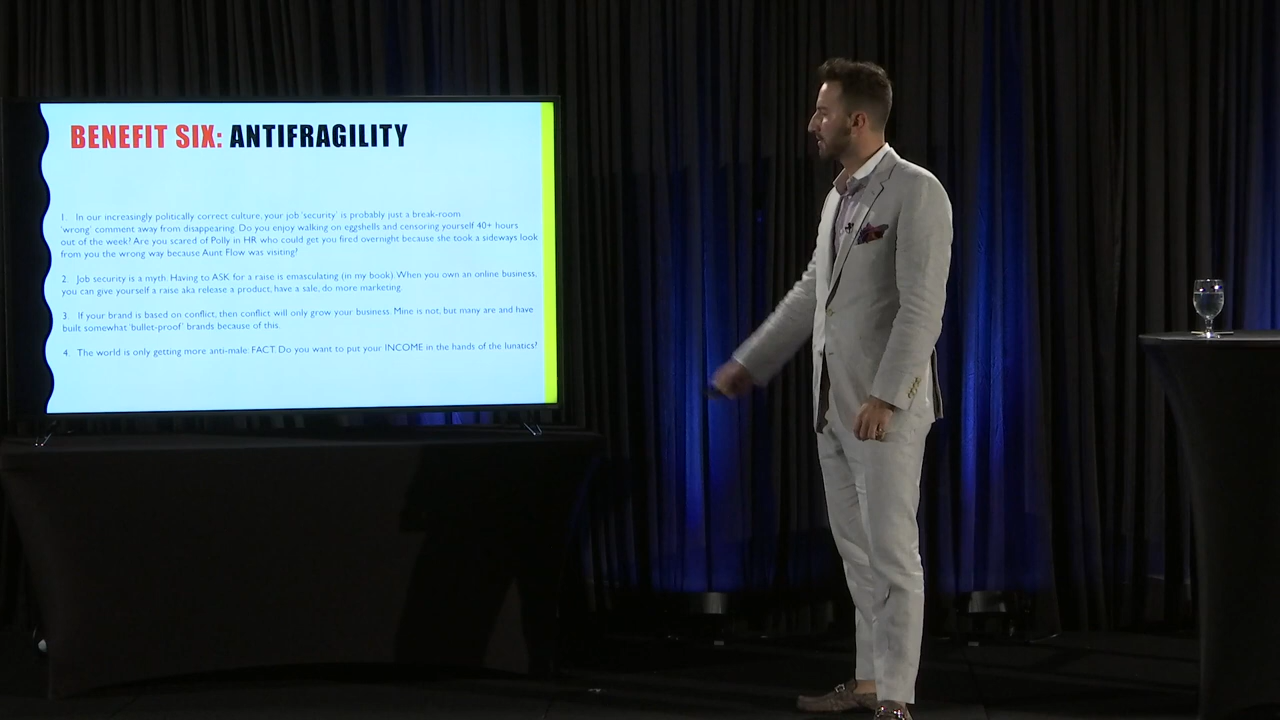 BENEFIT SIX: ANTIFRAGILITY
1. In our increasingly politically correct culture, your job 'security' is probably just a break-room
'wrong' comment away from disappearing. Do you enjoy walking on eggshells and censoring yourself 40+ hours
out of the week? Are you scared of Polly in HR who could get you fired overnight because she took a sideways look
from you the wrong way because Aunt Flow was visiting?
2. Job security is a myth. Having to ASK for a raise is emasculating (in my book). When you own an online business,
you can give yourself a raise aka release a product, have a sale, do more marketing.
3. If your brand is based on conflict, then conflict will only grow your business. Mine is not, but many are and have
built somewhat 'bullet-proof' brands because of this.
4. The world is only getting more anti-male: FACT. Do you want to put your INCOME in the hands of the lunatics?